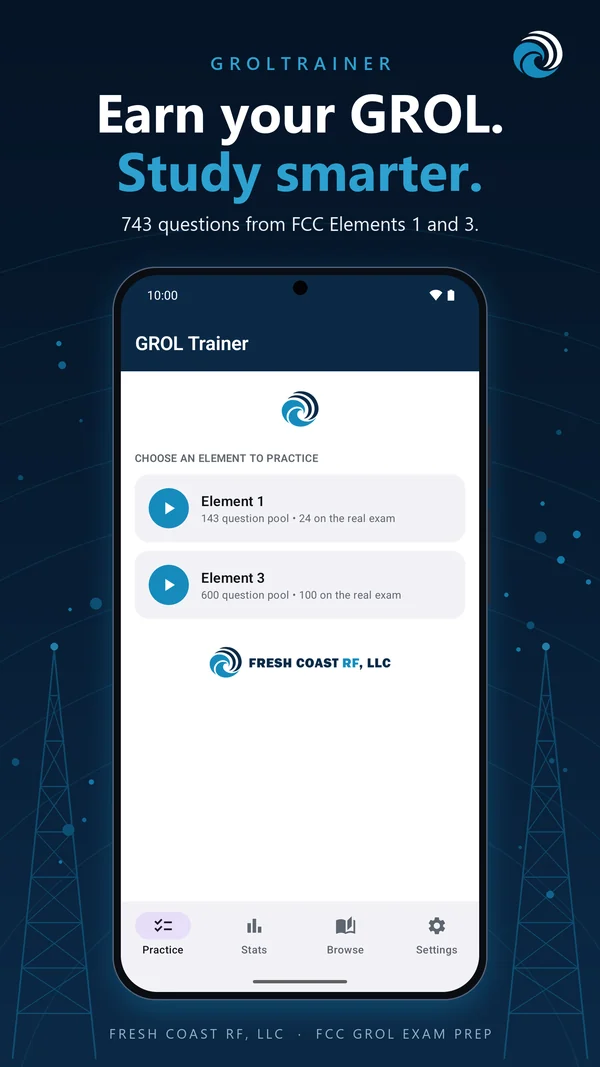 GROLTRAINER
Earn your GROL.
Study smarter.
743 questions from FCC Elements 1 and 3.
10:00
GROL Trainer
CHOOSE AN ELEMENT TO PRACTICE
Element 1
143 question pool • 24 on the real exam
Element 3
600 question pool • 100 on the real exam
FRESH COAST RF, LLC
Practice
Stats
Browse
Settings
FRESH COAST RF, LLC · FCC GROL EXAM PREP